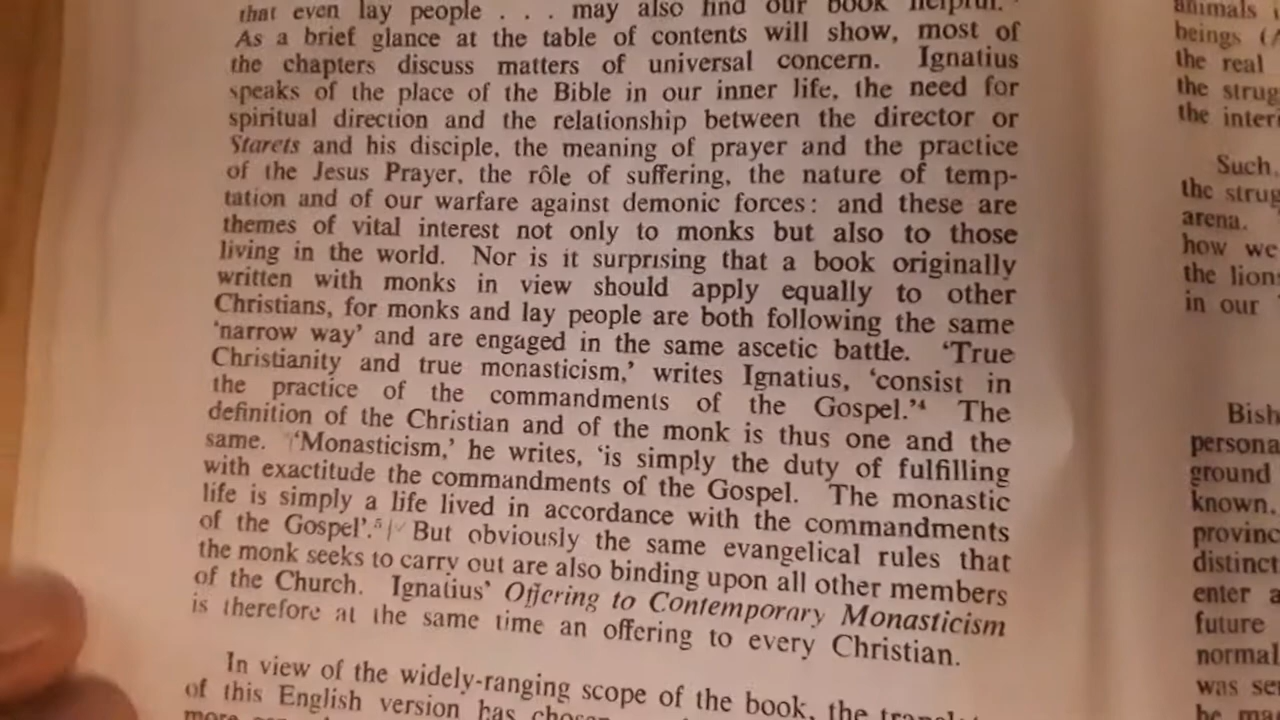 that even lay people . . . may also find our book helpful.
As a brief glance at the table of contents will show, most of
the chapters discuss matters of universal concern. Ignatius
speaks of the place of the Bible in our inner life, the need for
spiritual direction and the relationship between the director or
Starets and his disciple, the meaning of prayer and the practice
of the Jesus Prayer, the rôle of suffering, the nature of temp-
tation and of our warfare against demonic forces: and these are
themes of vital interest not only to monks but also to those
living in the world. Nor is it surprising that a book originally
written with monks in view should apply equally to other
Christians, for monks and lay people are both following the same
‘narrow way’ and are engaged in the same ascetic battle. ‘True
Christianity and true monasticism,’ writes Ignatius, ‘consist in
the practice of the commandments of the Gospel.’⁴ The
definition of the Christian and of the monk is thus one and the
same. ‘Monasticism,’ he writes, ‘is simply the duty of fulfilling
with exactitude the commandments of the Gospel. The monastic
life is simply a life lived in accordance with the commandments
of the Gospel’.⁵ But obviously the same evangelical rules that
the monk seeks to carry out are also binding upon all other members
of the Church. Ignatius’ Offering to Contemporary Monasticism
is therefore at the same time an offering to every Christian.
In view of the widely-ranging scope of the book, the
of this English version has
more
animals
beings
the real
the
the
Such,
the
arena.
how we
the
in our
ground
known.
enter
future
was
be